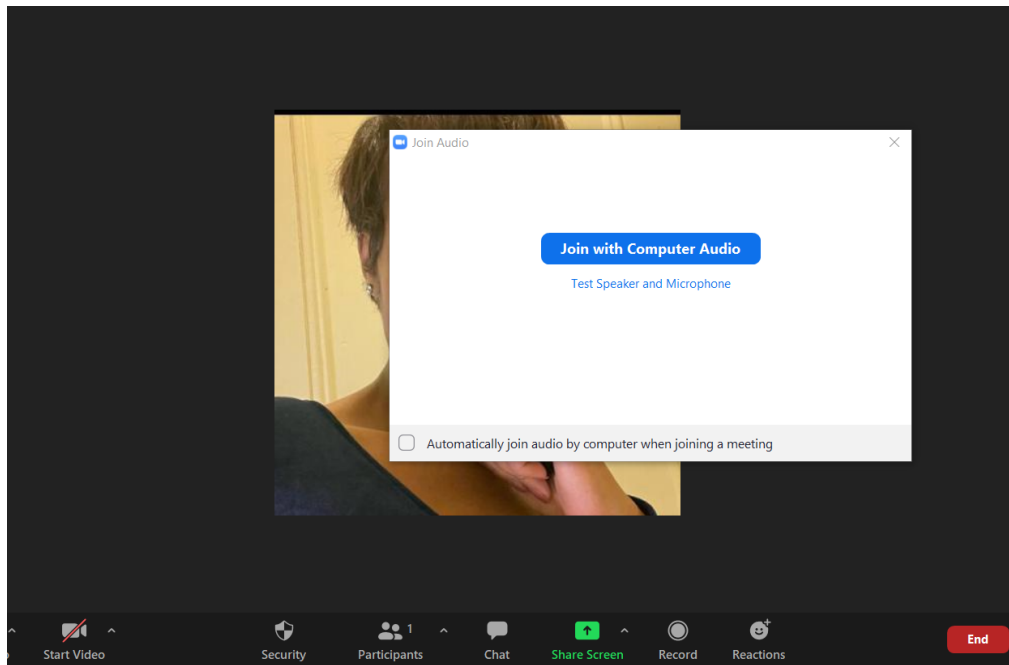 Join Audio
Join with Computer Audio
Test Speaker and Microphone
Automatically join audio by computer when joining a meeting
1
Start Video
Security
Participants
Chat
Share Screen
Record
Reactions
End